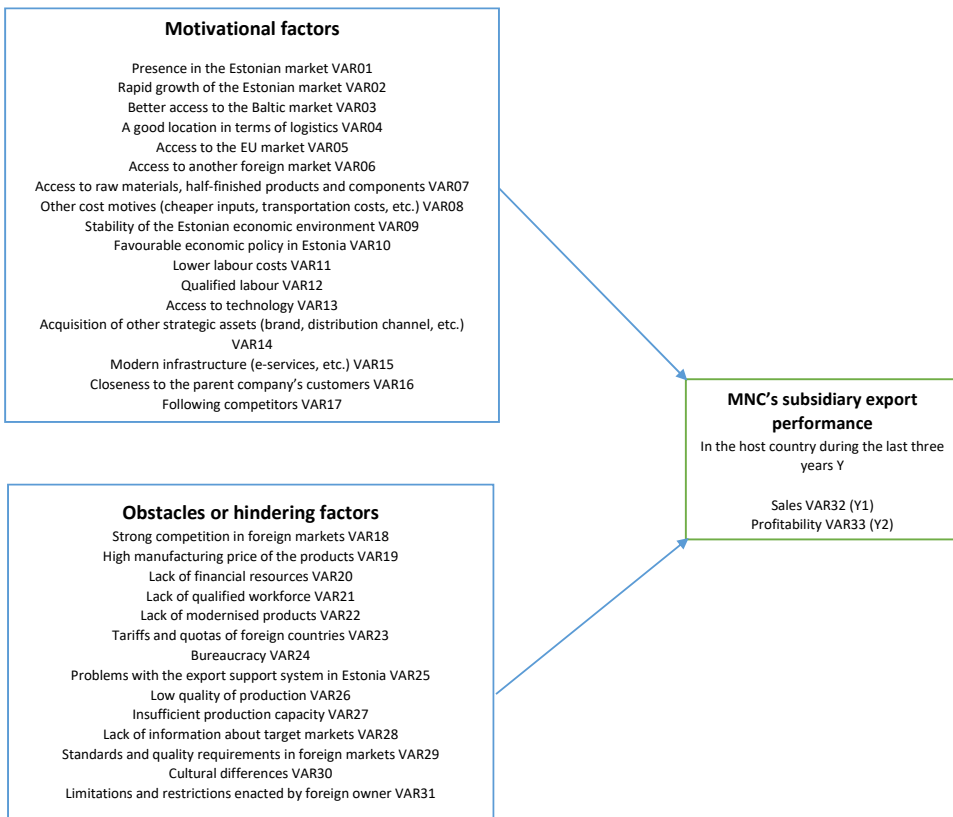 Motivational factors
Presence in the Estonian market VAR01
Rapid growth of the Estonian market VAR02
Better access to the Baltic market VAR03
A good location in terms of logistics VAR04
Access to the EU market VAR05
Access to another foreign market VAR06
Access to raw materials, half-finished products and components VAR07
Other cost motives (cheaper inputs, transportation costs, etc.) VAR08
Stability of the Estonian economic environment VAR09
Favourable economic policy in Estonia VAR10
Lower labour costs VAR11
Qualified labour VAR12
Access to technology VAR13
Acquisition of other strategic assets (brand, distribution channel, etc.)
VAR14
Modern infrastructure (e-services, etc.) VAR15
Closeness to the parent company’s customers VAR16
Following competitors VAR17
MNC’s subsidiary export
performance
In the host country during the last three
years Y
Sales VAR32 (Y1)
Profitability VAR33 (Y2)
Obstacles or hindering factors
Strong competition in foreign markets VAR18
High manufacturing price of the products VAR19
Lack of financial resources VAR20
Lack of qualified workforce VAR21
Lack of modernised products VAR22
Tariffs and quotas of foreign countries VAR23
Bureaucracy VAR24
Problems with the export support system in Estonia VAR25
Low quality of production VAR26
Insufficient production capacity VAR27
Lack of information about target markets VAR28
Standards and quality requirements in foreign markets VAR29
Cultural differences VAR30
Limitations and restrictions enacted by foreign owner VAR31